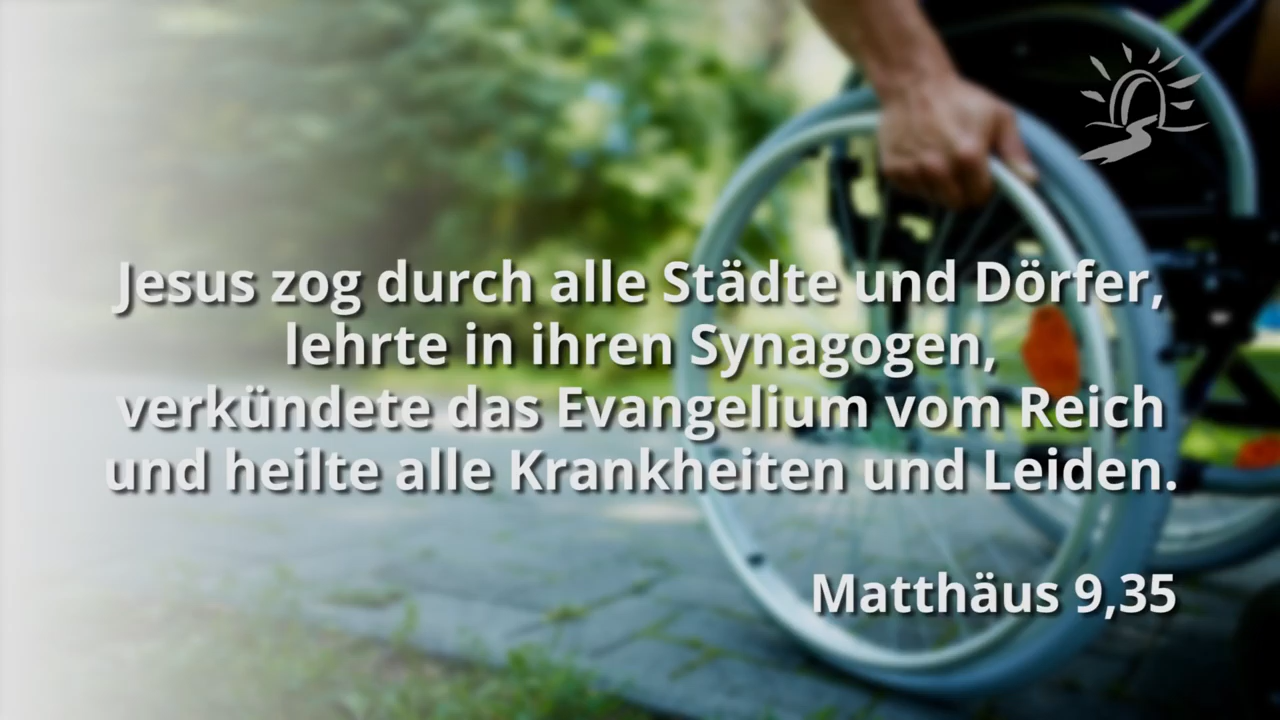 Jesus zog durch alle Städte und Dörfer,
lehrte in ihren Synagogen,
verkündete das Evangelium vom Reich
und heilte alle Krankheiten und Leiden.
Matthäus 9,35